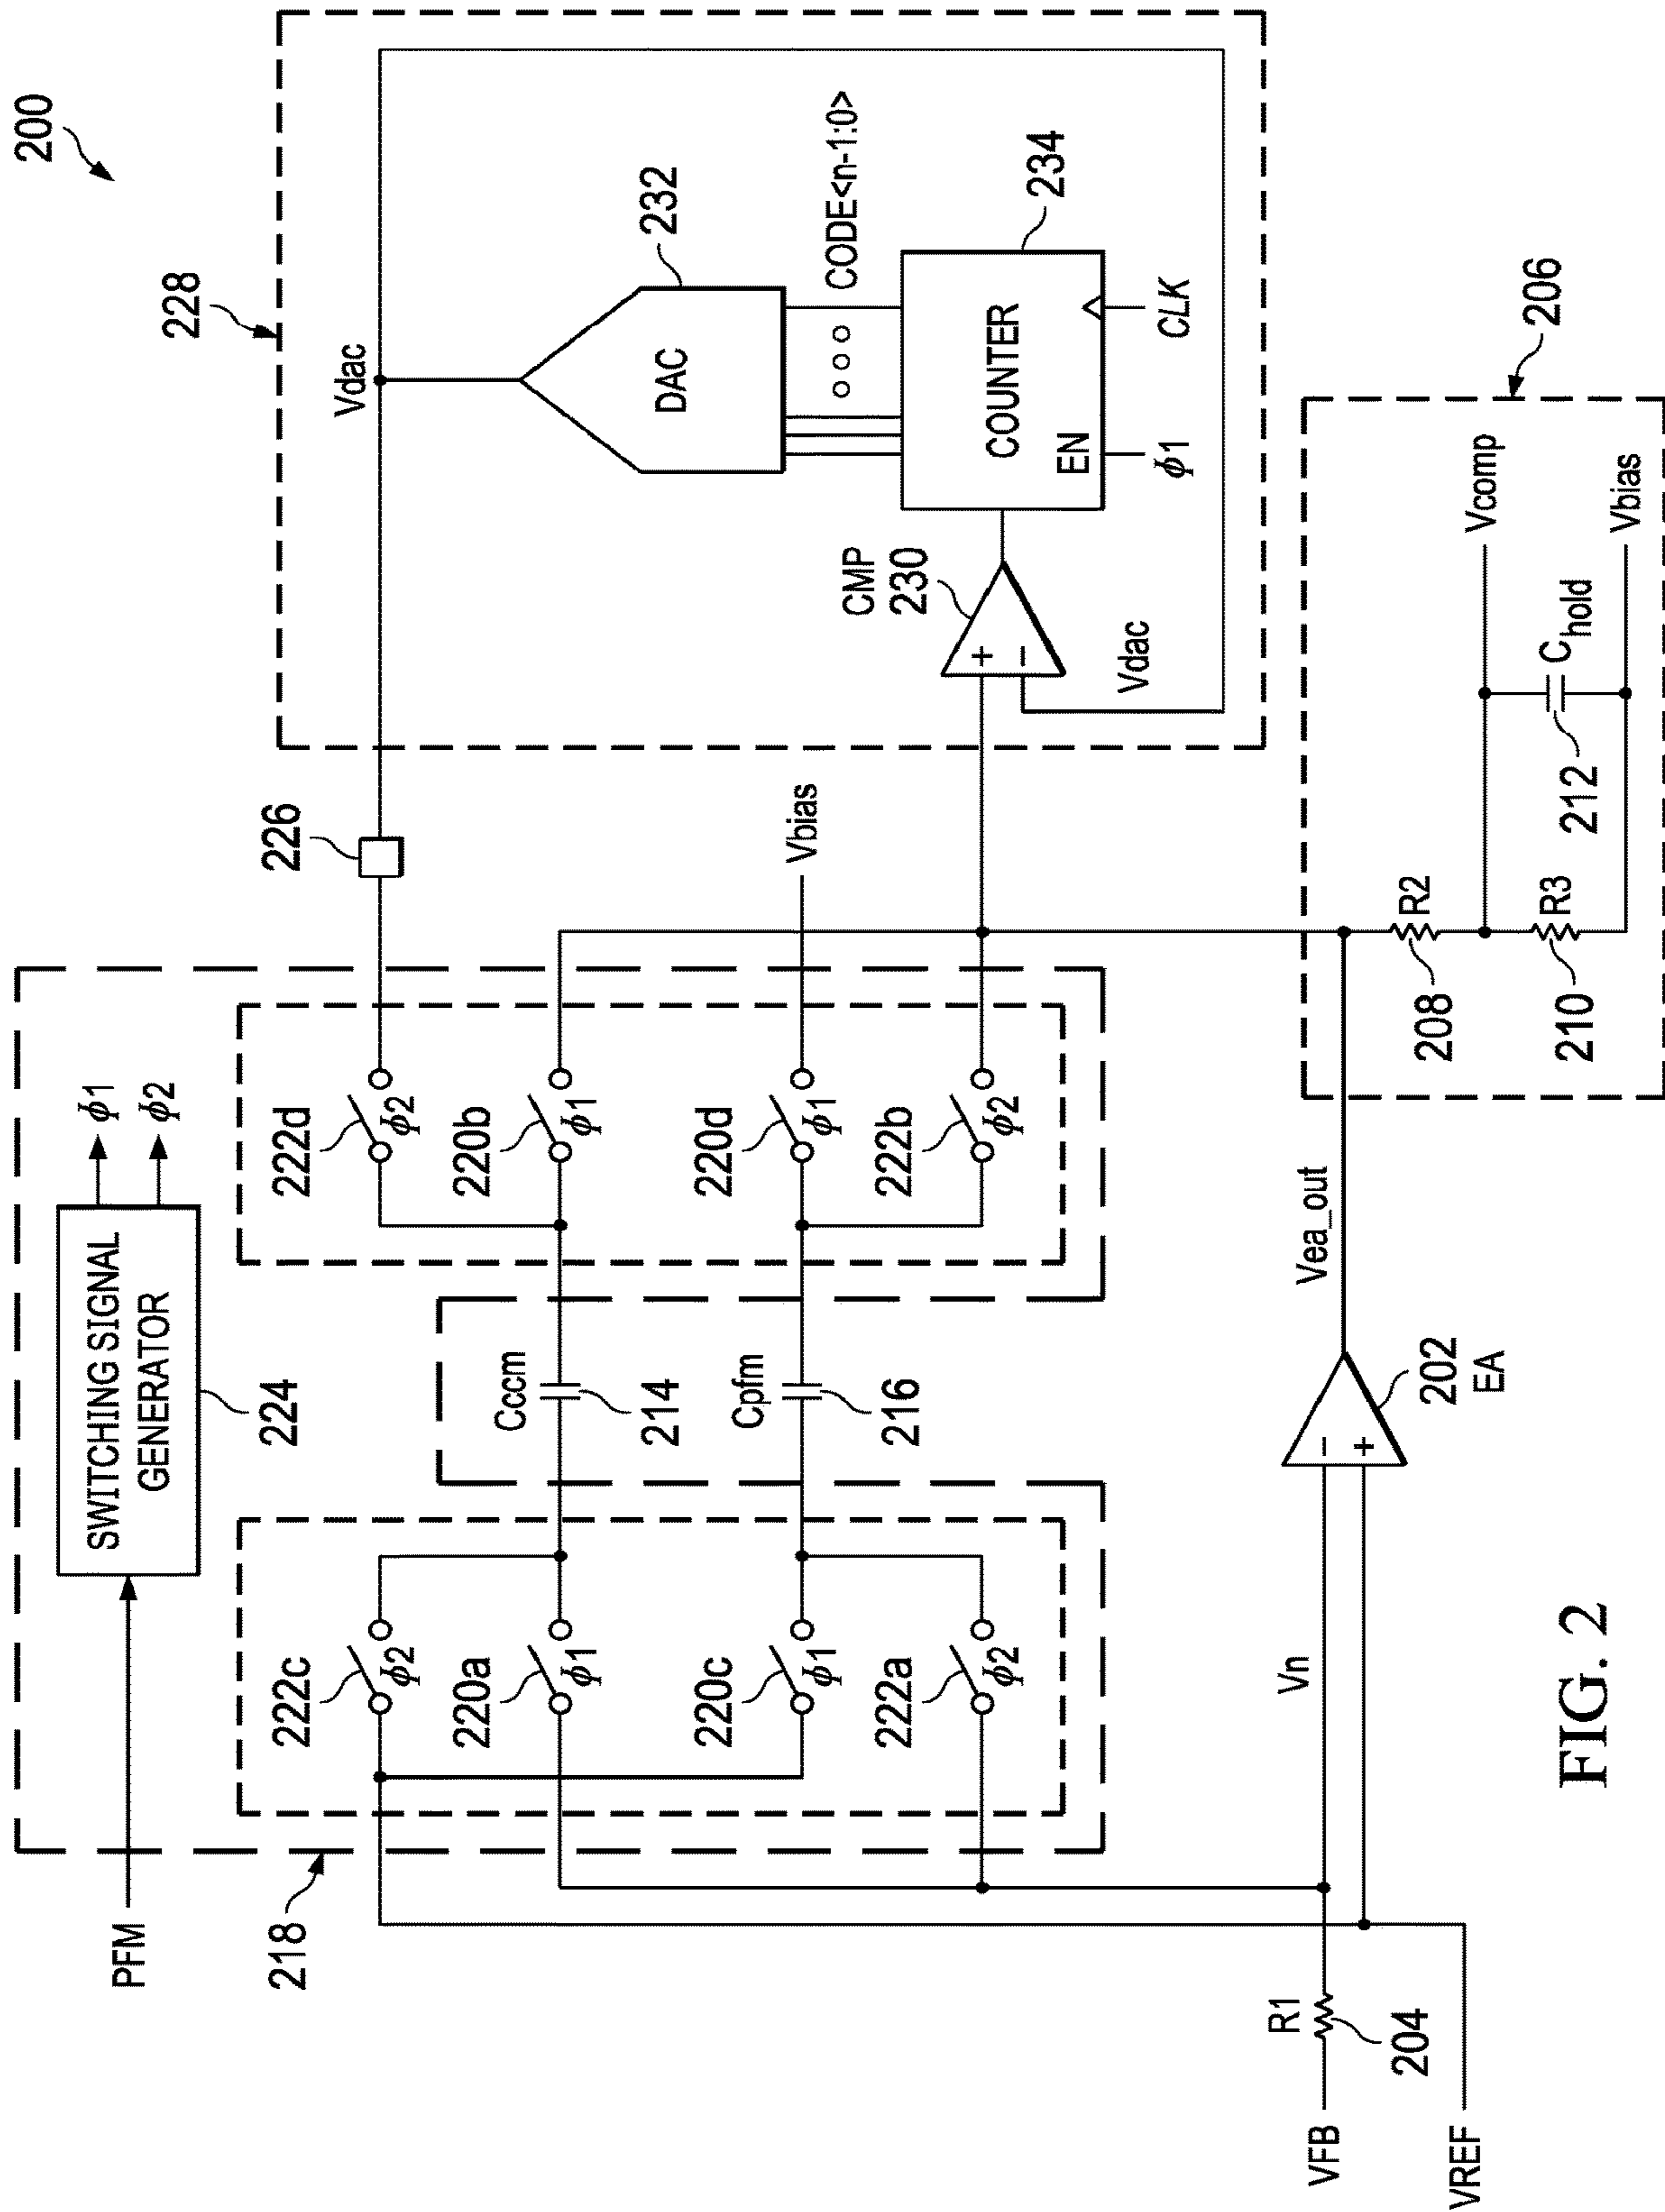 200
PFM
SWITCHING SIGNAL
GENERATOR
224
ϕ1
ϕ2
218
228
226
Vdac
222c
ϕ2
222d
ϕ2
DAC
232
220a
ϕ1
Cccm
214
220b
ϕ1
CODE<n-1:0>
220c
ϕ1
Cpfm
216
220d
ϕ1
Vbias
CMP
230
COUNTER
EN
234
222a
ϕ2
222b
ϕ2
+
−
Vdac
ϕ1
CLK
VFB
R1
204
VREF
Vn
−
+
202
EA
Vea_out
206
208
R2
Vcomp
210
R3
212
Chold
Vbias
FIG. 2